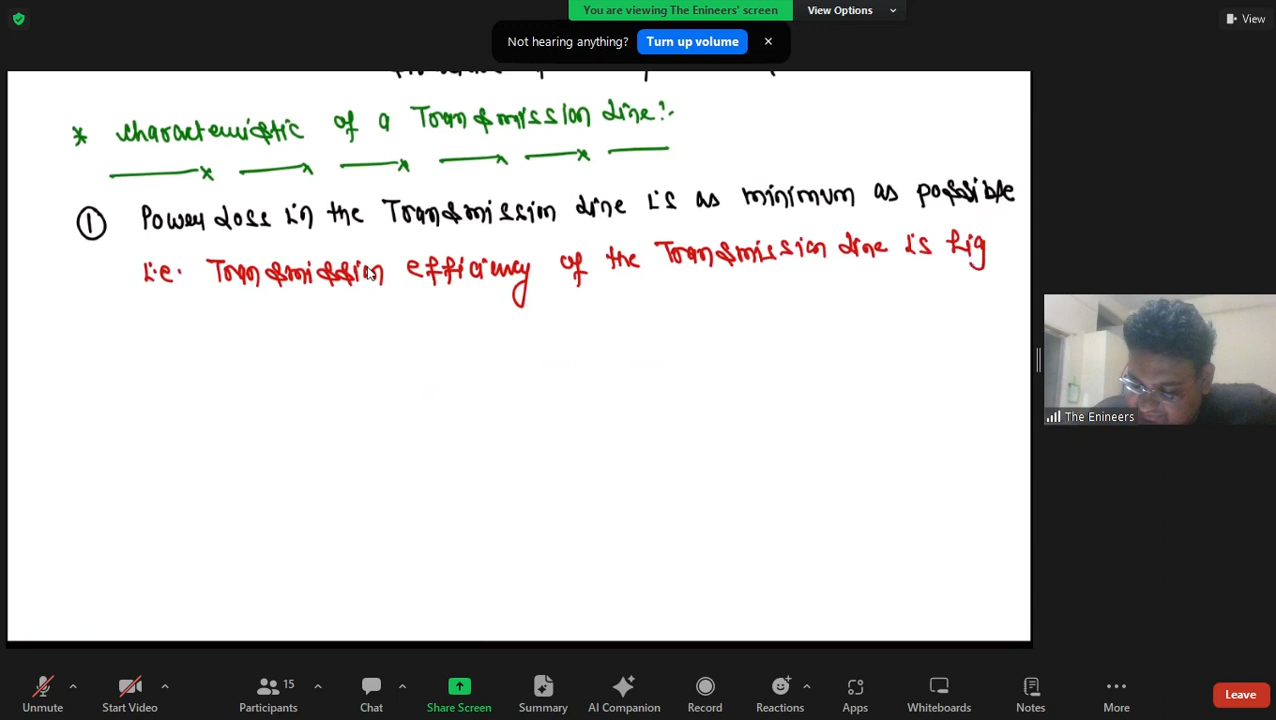 You are viewing The Enineers' screen
View Options
View
Not hearing anything? Turn up volume
* Characteristic of a Transmission Line:-
① Power Loss in the Transmission Line is as minimum as possible
i.e. Transmission efficiency of the Transmission Line is hig
The Enineers
Unmute
Start Video
Participants 15
Chat
Share Screen
Summary
AI Companion
Record
Reactions
Apps
Whiteboards
Notes
More
Leave